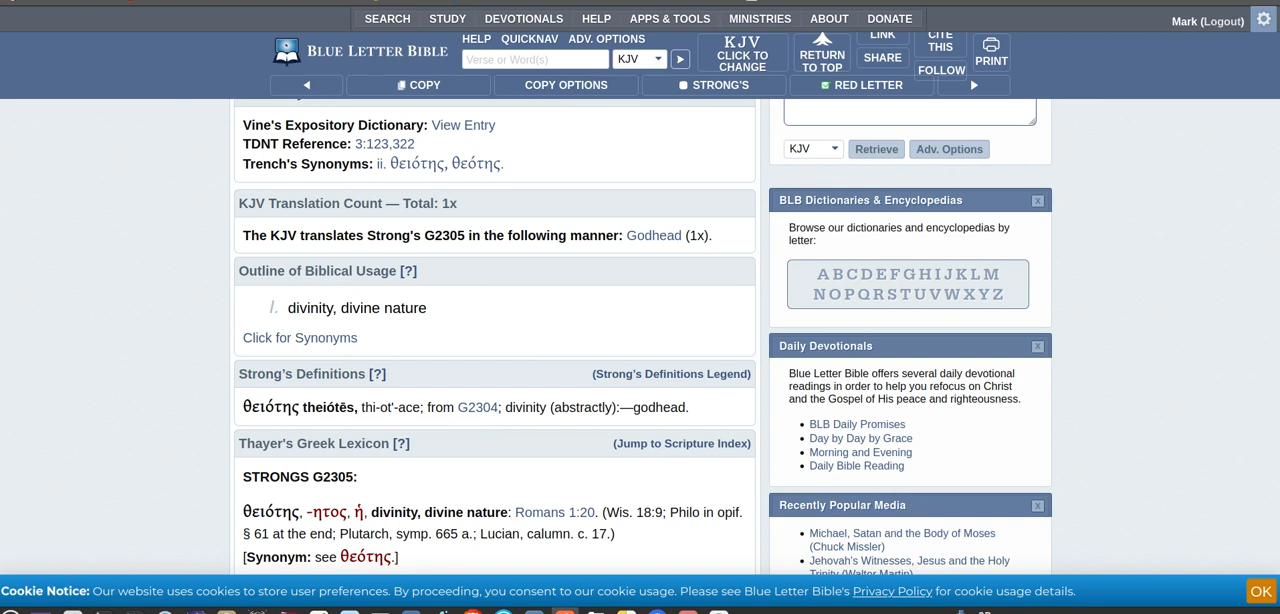 SEARCH STUDY DEVOTIONALS HELP APPS & TOOLS MINISTRIES ABOUT DONATE
Mark (Logout)
BLUE LETTER BIBLE
HELP QUICKNAV ADV. OPTIONS
Verse or Word(s) KJV
KJV
CLICK TO
CHANGE
RETURN
TO TOP
LINK
SHARE
CITE
THIS
FOLLOW
PRINT
COPY COPY OPTIONS STRONG'S RED LETTER
Vine's Expository Dictionary: View Entry
TDNT Reference: 3:123,322
Trench's Synonyms: ii. θειότης, θεότης.
KJV Translation Count — Total: 1x
The KJV translates Strong's G2305 in the following manner: Godhead (1x).
Outline of Biblical Usage [?]
I. divinity, divine nature
Click for Synonyms
Strong's Definitions [?] (Strong's Definitions Legend)
θειότης theiótēs, thi-ot'-ace; from G2304; divinity (abstractly):—godhead.
Thayer's Greek Lexicon [?] (Jump to Scripture Index)
STRONGS G2305:
θειότης, -ητος, ἡ, divinity, divine nature: Romans 1:20. (Wis. 18:9; Philo in opif.
§ 61 at the end; Plutarch, symp. 665 a.; Lucian, calumn. c. 17.)
[Synonym: see θεότης.]
KJV Retrieve Adv. Options
BLB Dictionaries & Encyclopedias x
Browse our dictionaries and encyclopedias by
letter:
A B C D E F G H I J K L M
N O P Q R S T U V W X Y Z
Daily Devotionals x
Blue Letter Bible offers several daily devotional
readings in order to help you refocus on Christ
and the Gospel of His peace and righteousness.
BLB Daily Promises
Day by Day by Grace
Morning and Evening
Daily Bible Reading
Recently Popular Media x
Michael, Satan and the Body of Moses
(Chuck Missler)
Jehovah's Witnesses, Jesus and the Holy
Trinity (Walter Martin)
Cookie Notice: Our website uses cookies to store user preferences. By proceeding, you consent to our cookie usage. Please see Blue Letter Bible's Privacy Policy for cookie usage details.
OK